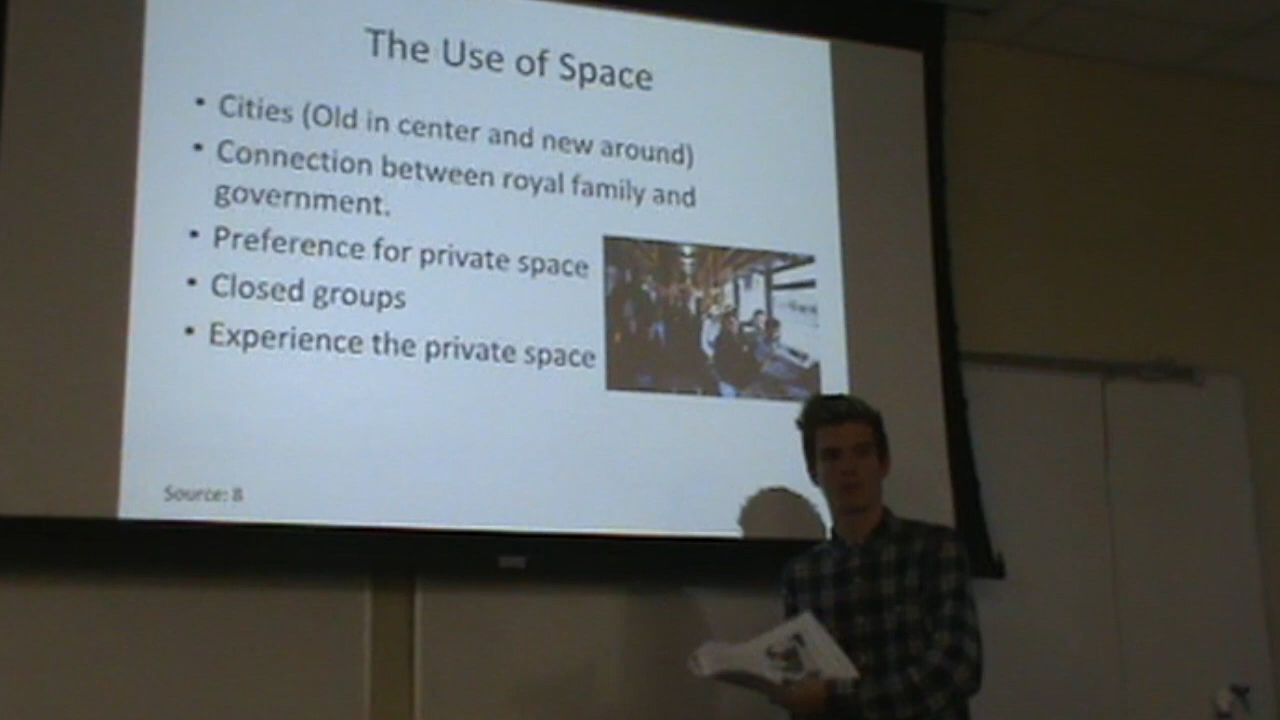 The Use of Space
• Cities (Old in center and new around)
• Connection between royal family and
government.
• Preference for private space
• Closed groups
• Experience the private space
Source: 8